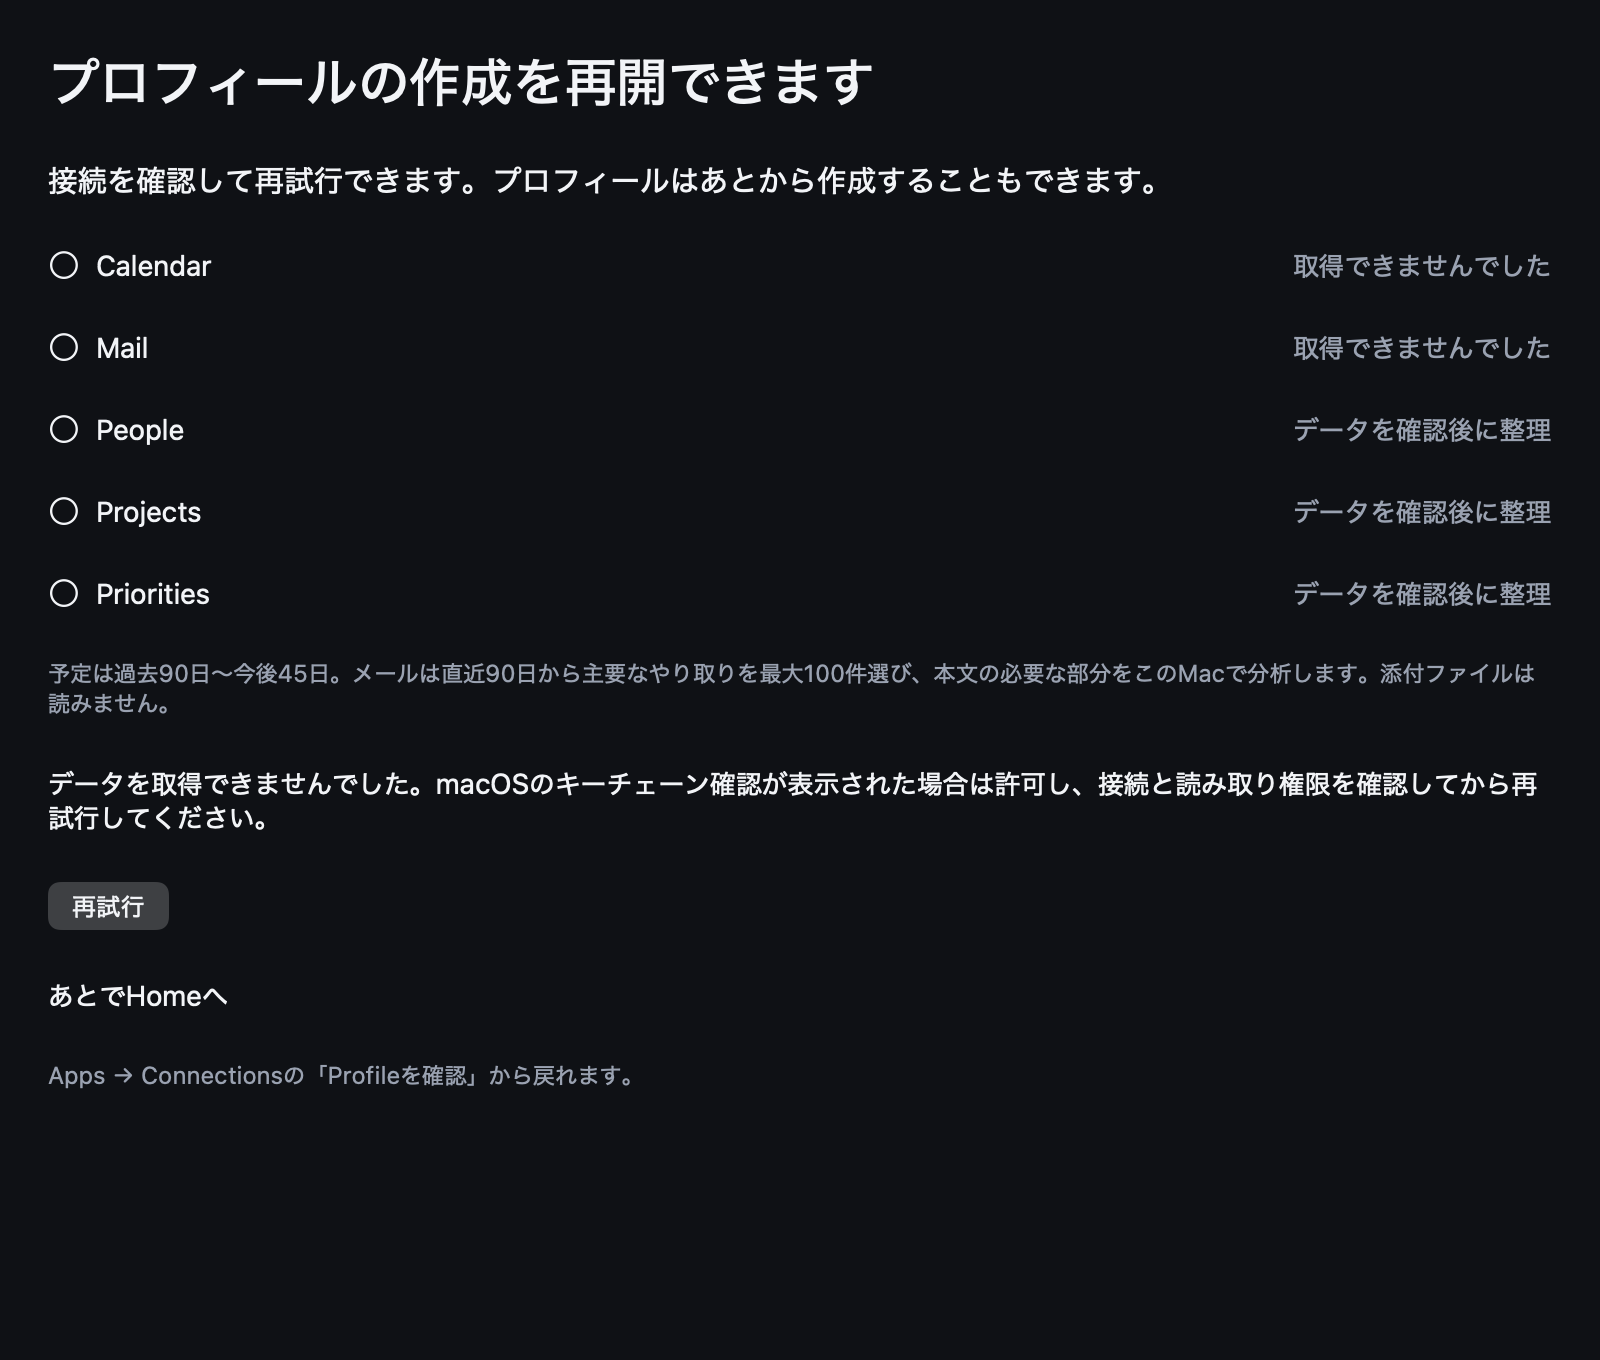 プロフィールの作成を再開できます
接続を確認して再試行できます。プロフィールはあとから作成することもできます。
Calendar 取得できませんでした
Mail 取得できませんでした
People データを確認後に整理
Projects データを確認後に整理
Priorities データを確認後に整理
予定は過去90日〜今後45日。メールは直近90日から主要なやり取りを最大100件選び、本文の必要な部分をこのMacで分析します。添付ファイルは
読みません。
データを取得できませんでした。macOSのキーチェーン確認が表示された場合は許可し、接続と読み取り権限を確認してから再
試行してください。
再試行
あとでHomeへ
Apps → Connectionsの「Profileを確認」から戻れます。